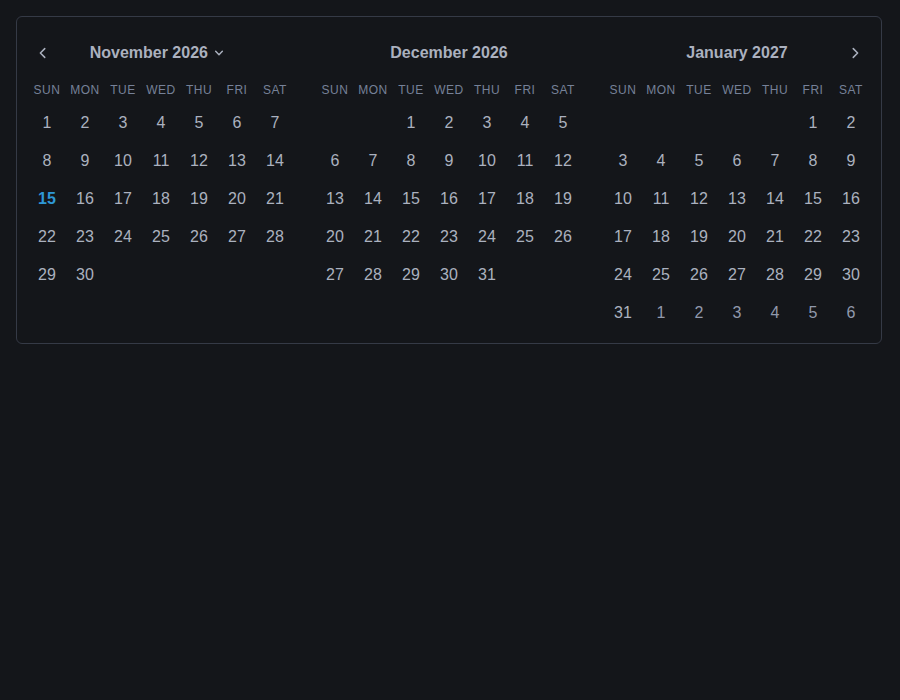 November 2026
SUN MON TUE WED THU FRI SAT
1 2 3 4 5 6 7
8 9 10 11 12 13 14
15 16 17 18 19 20 21
22 23 24 25 26 27 28
29 30
December 2026
SUN MON TUE WED THU FRI SAT
1 2 3 4 5
6 7 8 9 10 11 12
13 14 15 16 17 18 19
20 21 22 23 24 25 26
27 28 29 30 31
January 2027
SUN MON TUE WED THU FRI SAT
1 2
3 4 5 6 7 8 9
10 11 12 13 14 15 16
17 18 19 20 21 22 23
24 25 26 27 28 29 30
31 1 2 3 4 5 6